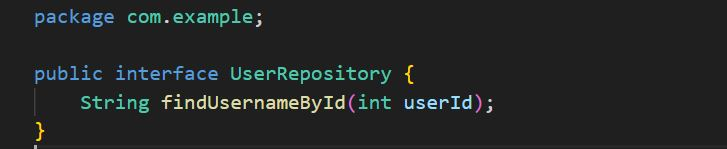 package com.example;
public interface UserRepository {
    String findUsernameById(int userId);
}